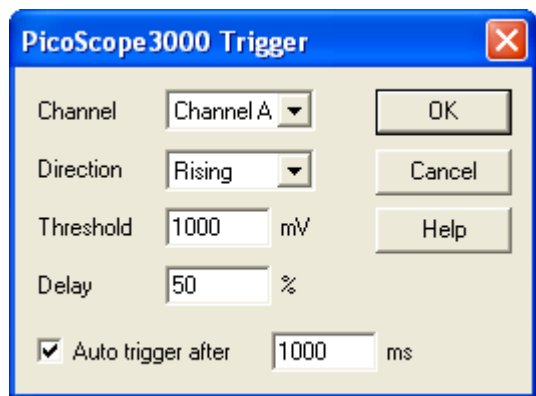 PicoScope3000 Trigger
Channel Channel A OK
Direction Rising Cancel
Threshold 1000 mV Help
Delay 50 %
Auto trigger after 1000 ms